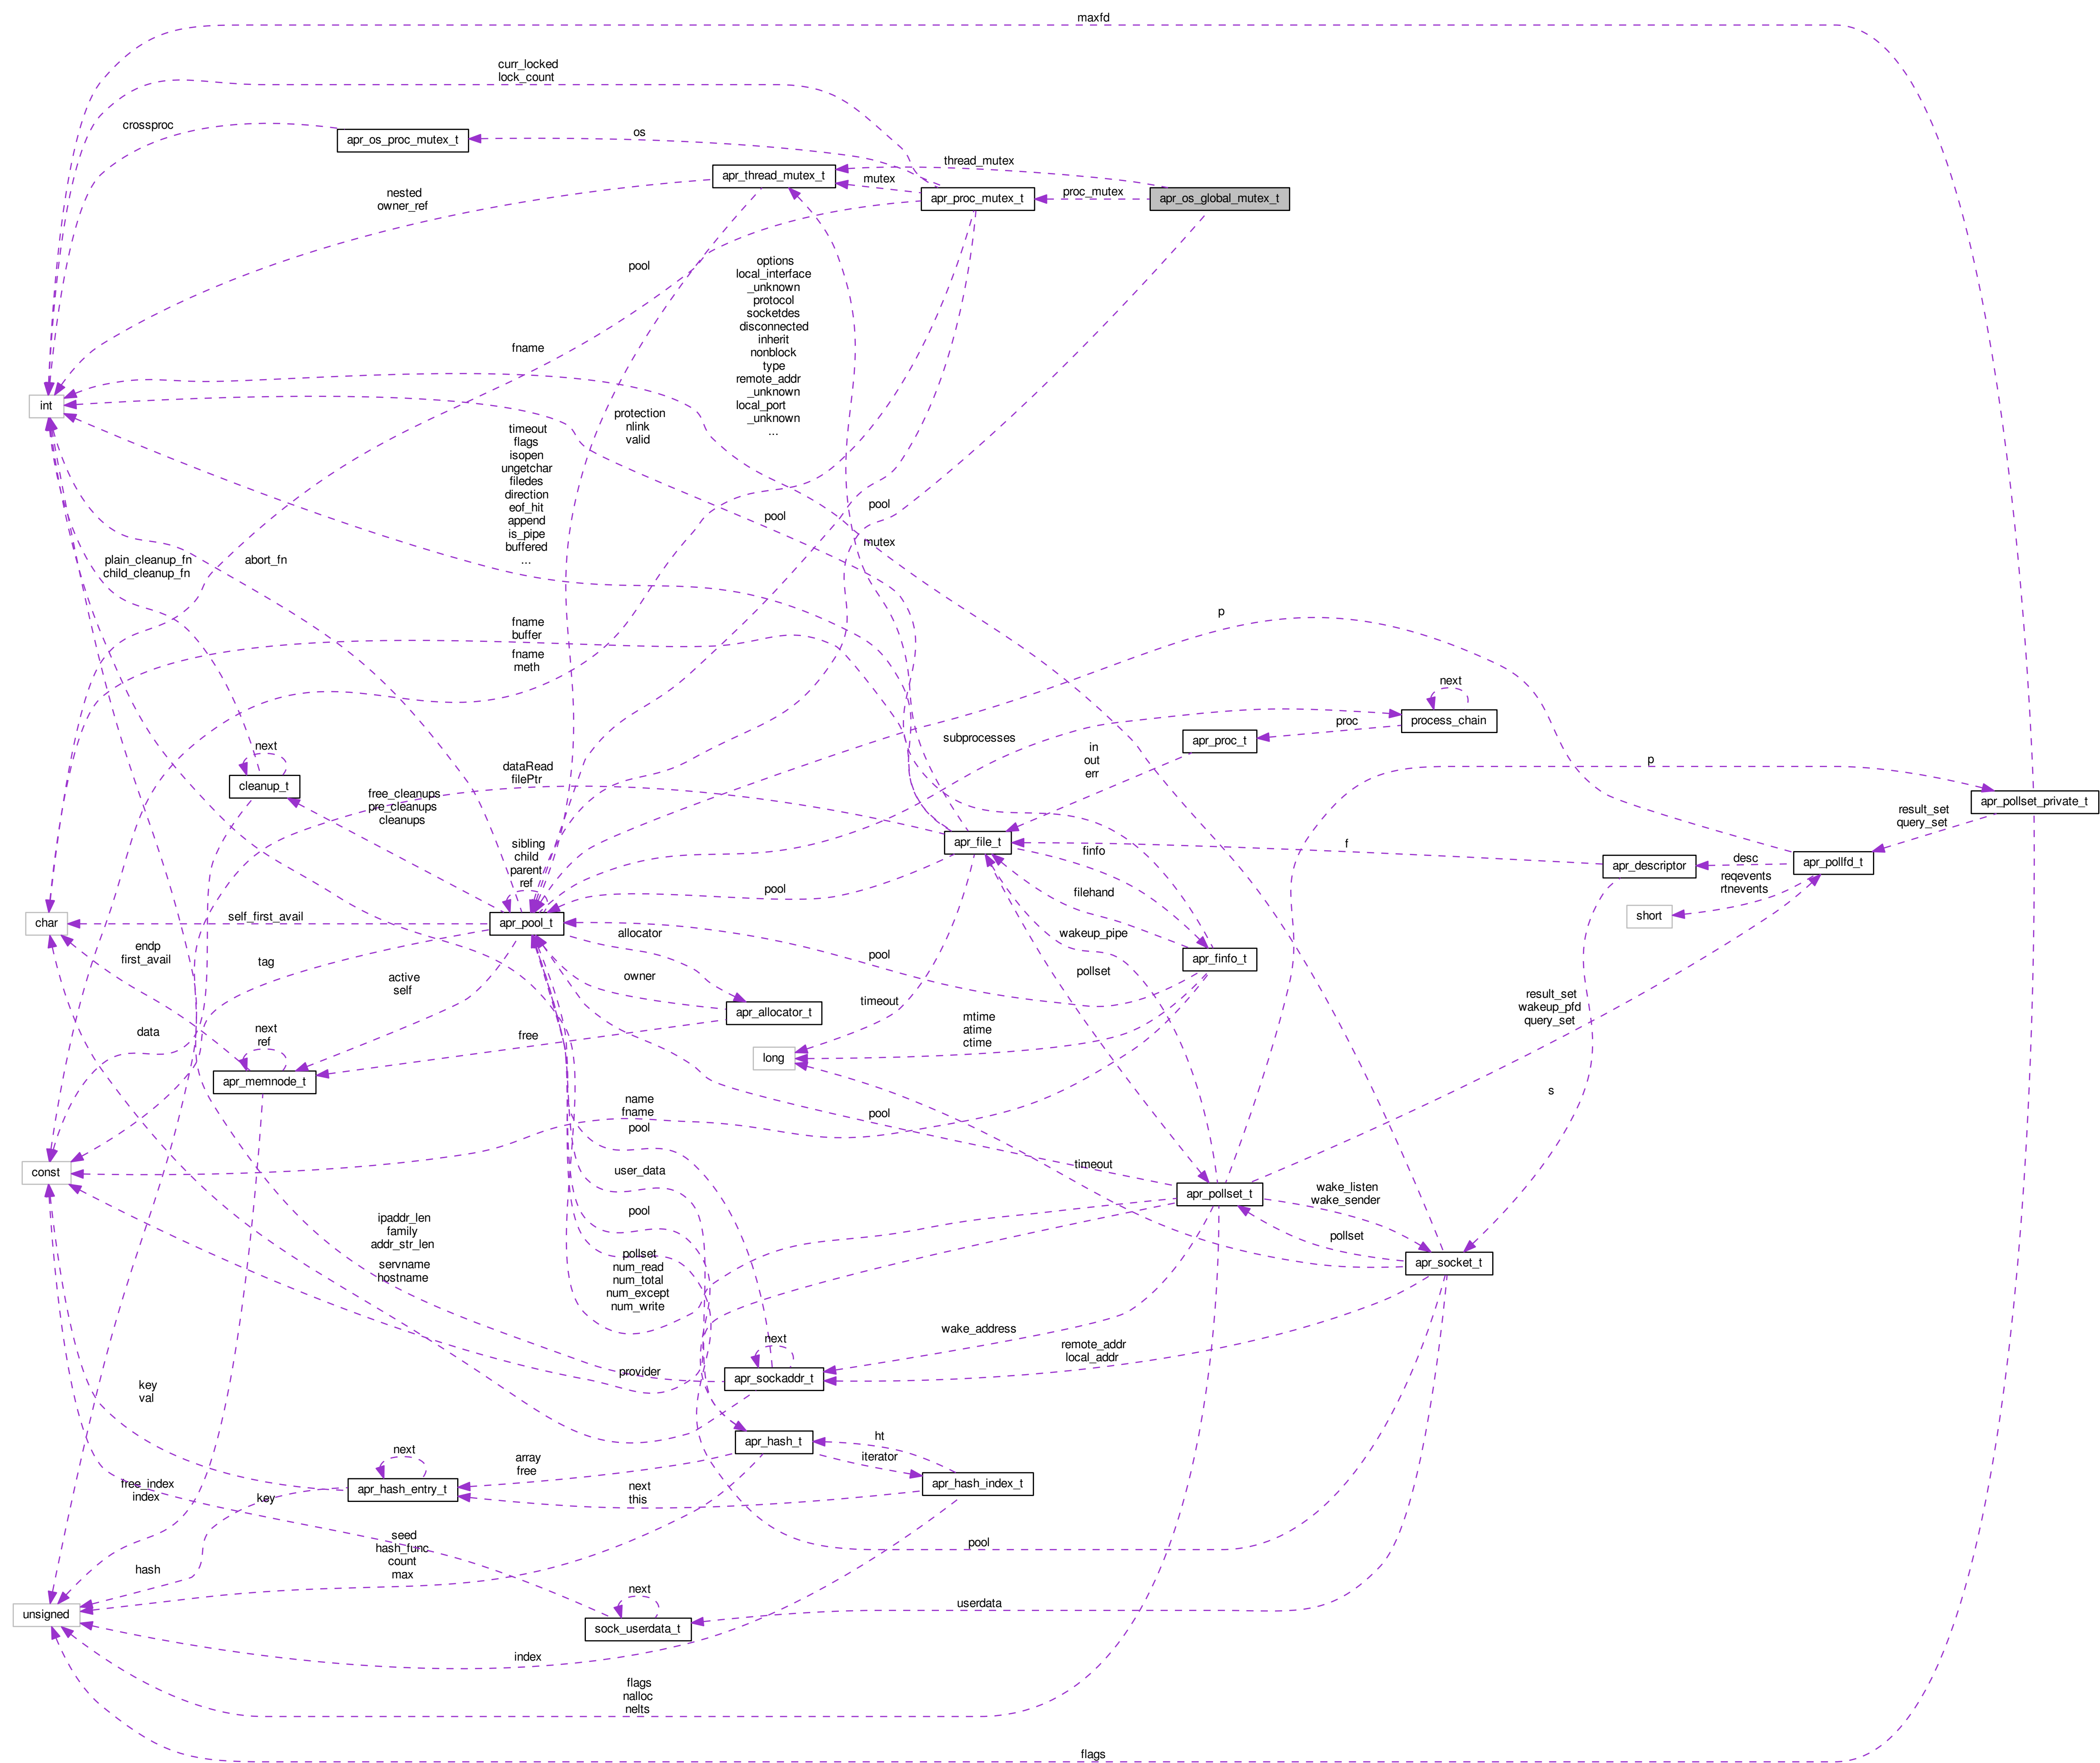 maxfd
curr_locked
lock_count
crossproc
apr_os_proc_mutex_t
os
thread_mutex
apr_thread_mutex_t
mutex
nested
owner_ref
apr_proc_mutex_t
proc_mutex
apr_os_global_mutex_t
pool
options
local_interface
_unknown
protocol
socketdes
disconnected
inherit
nonblock
type
remote_addr
_unknown
local_port
_unknown
...
fname
int
protection
nlink
valid
timeout
flags
isopen
ungetchar
filedes
direction
eof_hit
append
is_pipe
buffered
...
pool
pool
mutex
plain_cleanup_fn
child_cleanup_fn
abort_fn
fname
buffer
fname
meth
p
next
process_chain
proc
apr_proc_t
subprocesses
in
out
err
next
cleanup_t
dataRead
filePtr
free_cleanups
pre_cleanups
cleanups
p
apr_pollset_private_t
result_set
query_set
apr_file_t
f
finfo
sibling
child
parent
ref
apr_descriptor
desc
apr_pollfd_t
reqevents
rtnevents
short
pool
filehand
char
self_first_avail
apr_pool_t
allocator
wakeup_pipe
endp
first_avail
tag
active
self
owner
pool
apr_finfo_t
pollset
apr_allocator_t
timeout
result_set
wakeup_pfd
query_set
data
next
ref
free
mtime
atime
ctime
long
apr_memnode_t
name
fname
pool
pool
s
const
user_data
timeout
apr_pollset_t
wake_listen
wake_sender
ipaddr_len
family
addr_str_len
pool
pollset
apr_socket_t
servname
hostname
pollset
num_read
num_total
num_except
num_write
wake_address
next
remote_addr
local_addr
provider
apr_sockaddr_t
key
val
apr_hash_t
ht
next
array
free
iterator
free_index
index
key
apr_hash_entry_t
next
this
apr_hash_index_t
seed
hash_func
count
max
pool
hash
next
userdata
unsigned
sock_userdata_t
index
flags
nalloc
nelts
flags